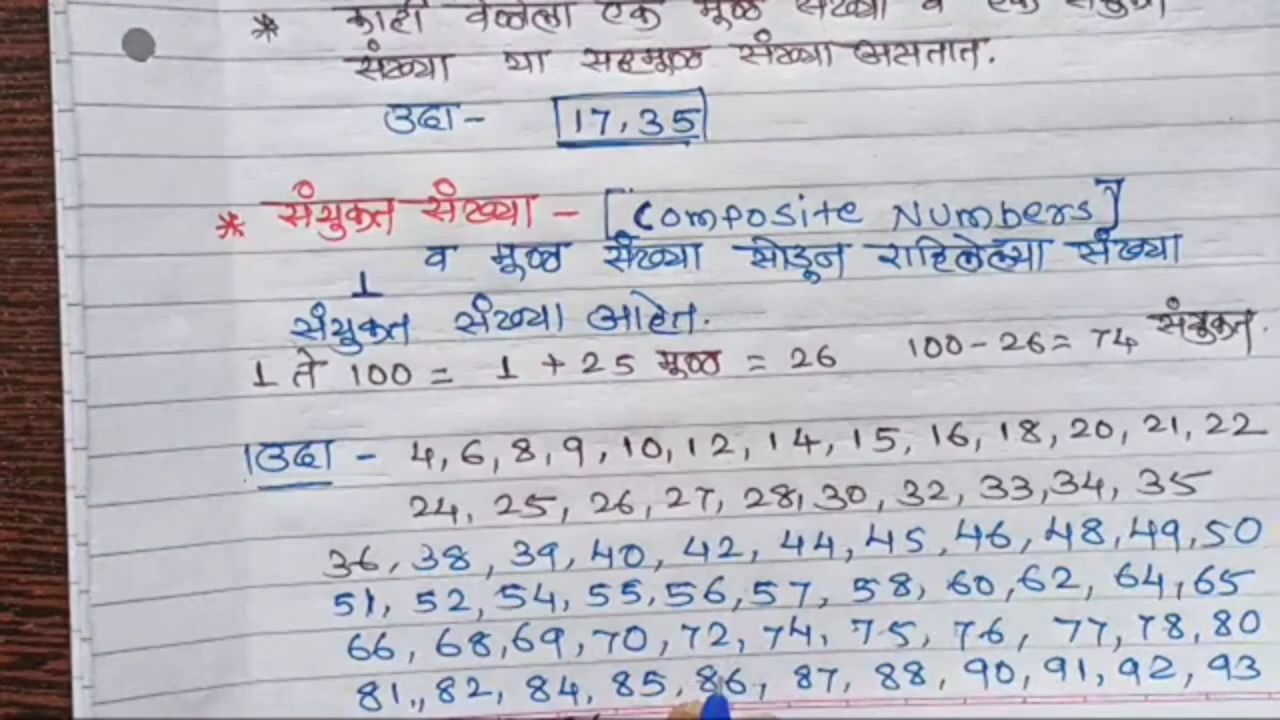 * काही वेळेला एक मूळ संख्या व एक संयुक्त
संख्या या सहमूळ संख्या असतात.
उदा - 17, 35
* संयुक्त संख्या - [Composite Numbers]
1 व मूळ संख्या सोडून राहिलेल्या संख्या
संयुक्त संख्या आहेत.
1 ते 100 = 1 + 25 मूळ = 26 100 - 26 = 74 संयुक्त.
उदा - 4, 6, 8, 9, 10, 12, 14, 15, 16, 18, 20, 21, 22
24, 25, 26, 27, 28, 30, 32, 33, 34, 35
36, 38, 39, 40, 42, 44, 45, 46, 48, 49, 50
51, 52, 54, 55, 56, 57, 58, 60, 62, 64, 65
66, 68, 69, 70, 72, 74, 75, 76, 77, 78, 80
81, 82, 84, 85, 86, 87, 88, 90, 91, 92, 93